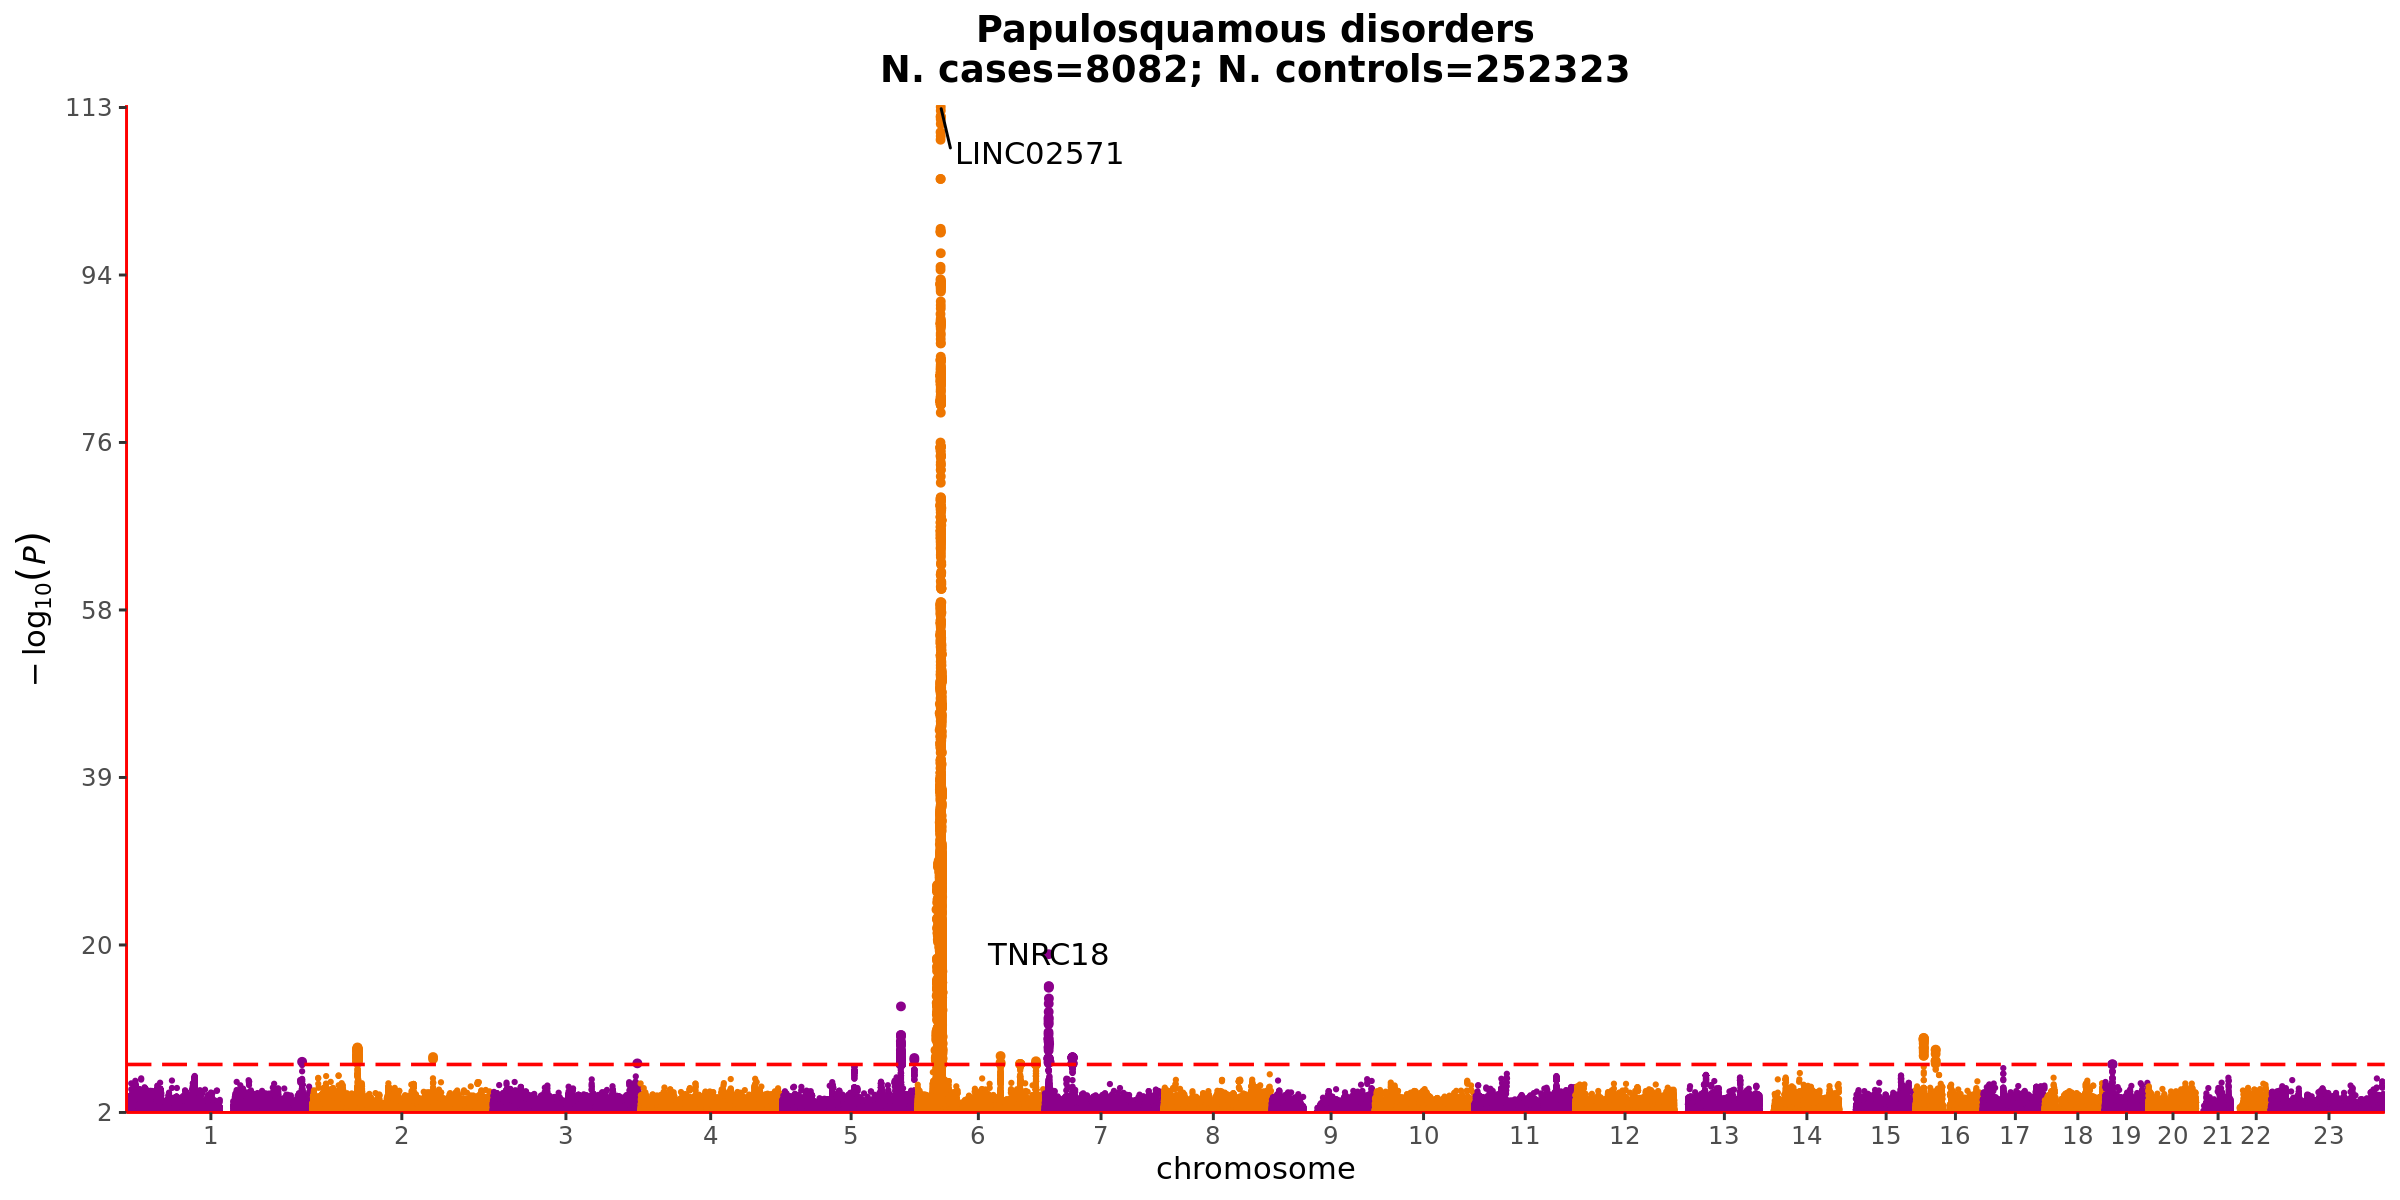 Papulosquamous disorders
N. cases=8082; N. controls=252323
113
94
76
58
39
20
2
− log10(P)
LINC02571
TNRC18
1 2 3 4 5 6 7 8 9 10 11 12 13 14 15 16 17 18 19 20 21 22 23
chromosome